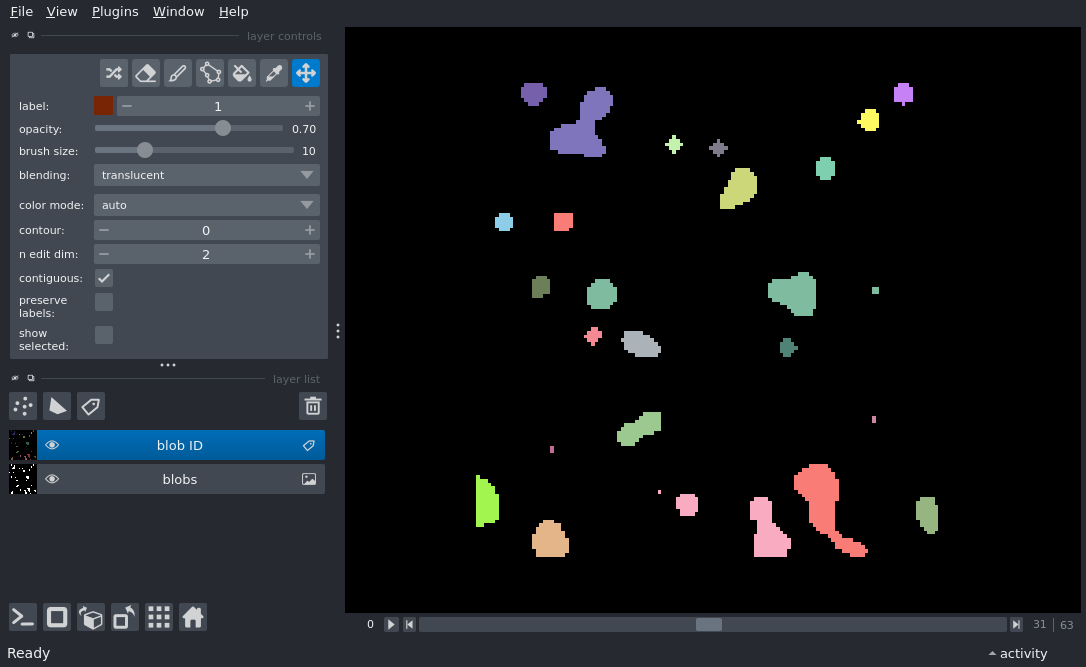 File View Plugins Window Help
layer controls
label: 1
opacity: 0.70
brush size: 10
blending: translucent
color mode: auto
contour: 0
n edit dim: 2
contiguous:
preserve
labels:
show
selected:
layer list
blob ID
blobs
0 31 | 63
Ready activity